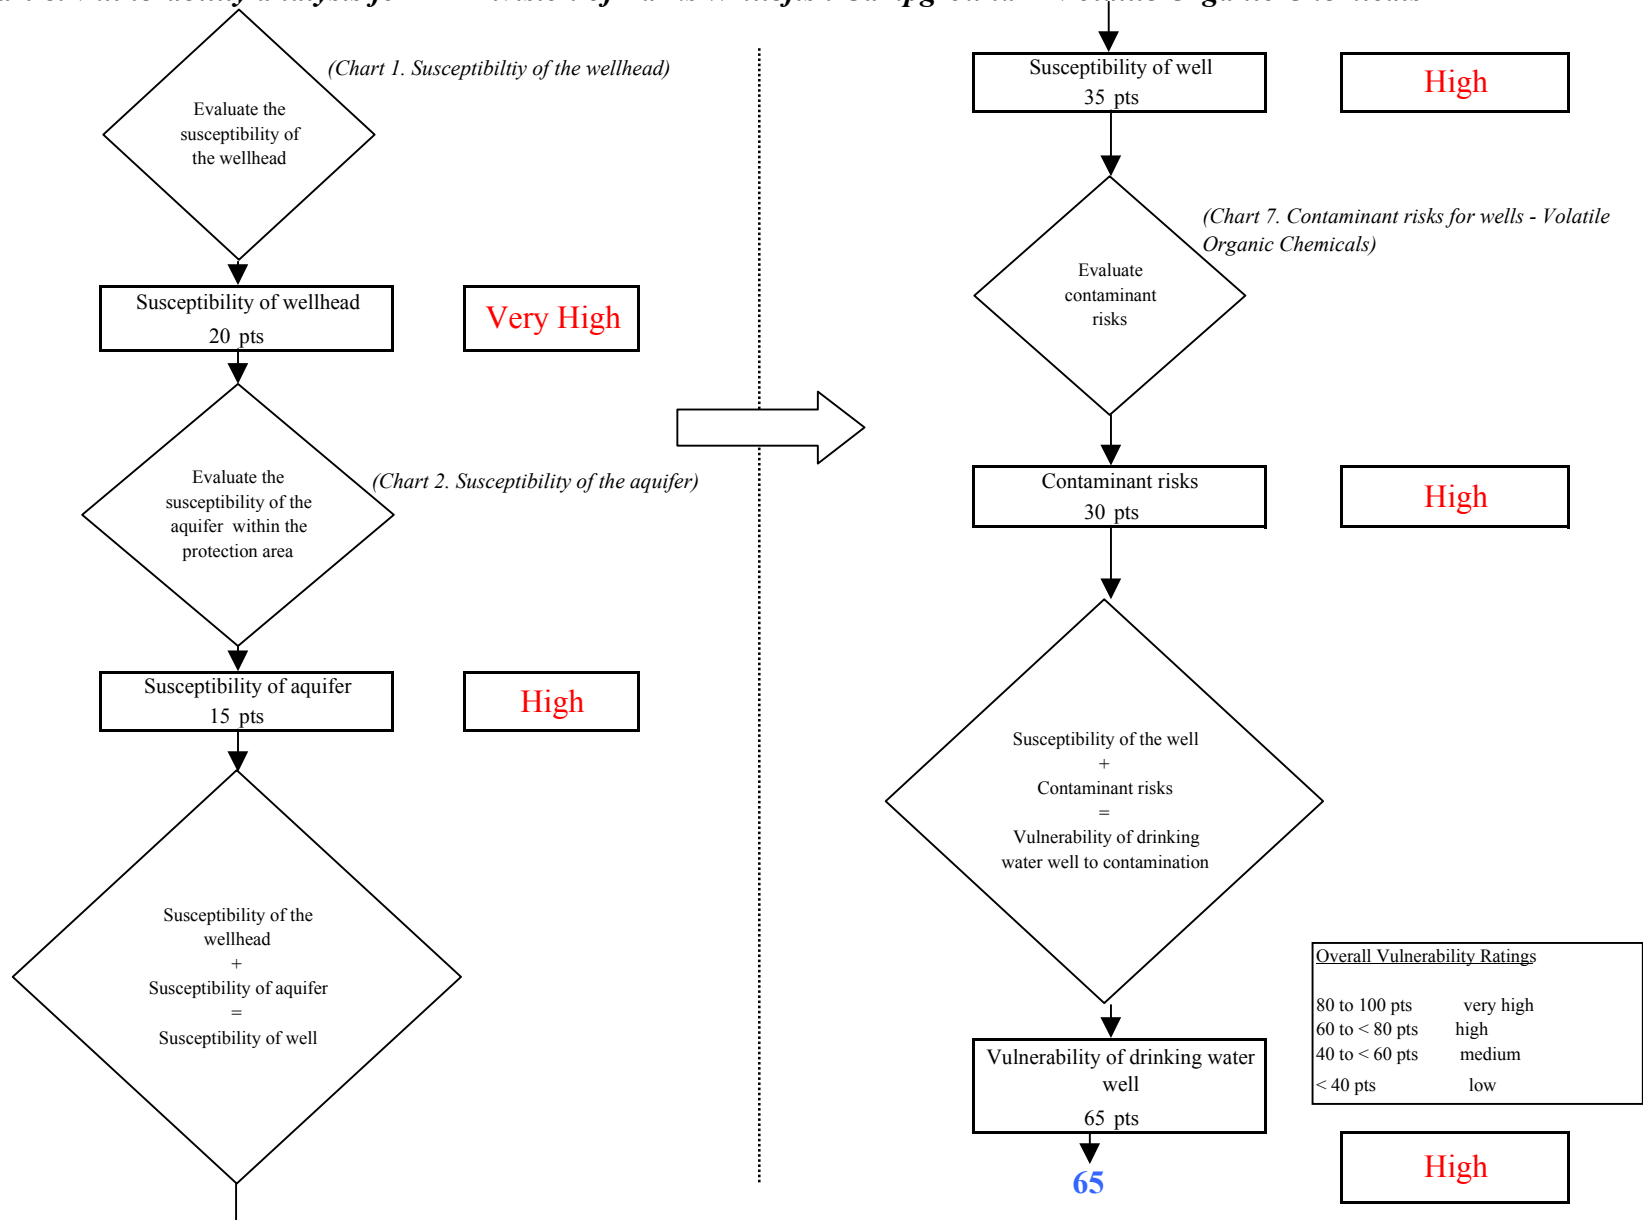 (Chart 1. Susceptibiltiy of the wellhead)
Evaluate the
susceptibility of
the wellhead
Susceptibility of wellhead
20 pts
Very High
Evaluate the
susceptibility of the
aquifer within the
protection area
(Chart 2. Susceptibility of the aquifer)
Susceptibility of aquifer
15 pts
High
Susceptibility of the
wellhead
+
Susceptibility of aquifer
=
Susceptibility of well
Susceptibility of well
35 pts
High
(Chart 7. Contaminant risks for wells - Volatile
Organic Chemicals)
Evaluate
contaminant
risks
Contaminant risks
30 pts
High
Susceptibility of the well
+
Contaminant risks
=
Vulnerability of drinking
water well to contamination
Overall Vulnerability Ratings
80 to 100 pts very high
60 to < 80 pts high
40 to < 60 pts medium
< 40 pts low
Vulnerability of drinking water
well
65 pts
65
High